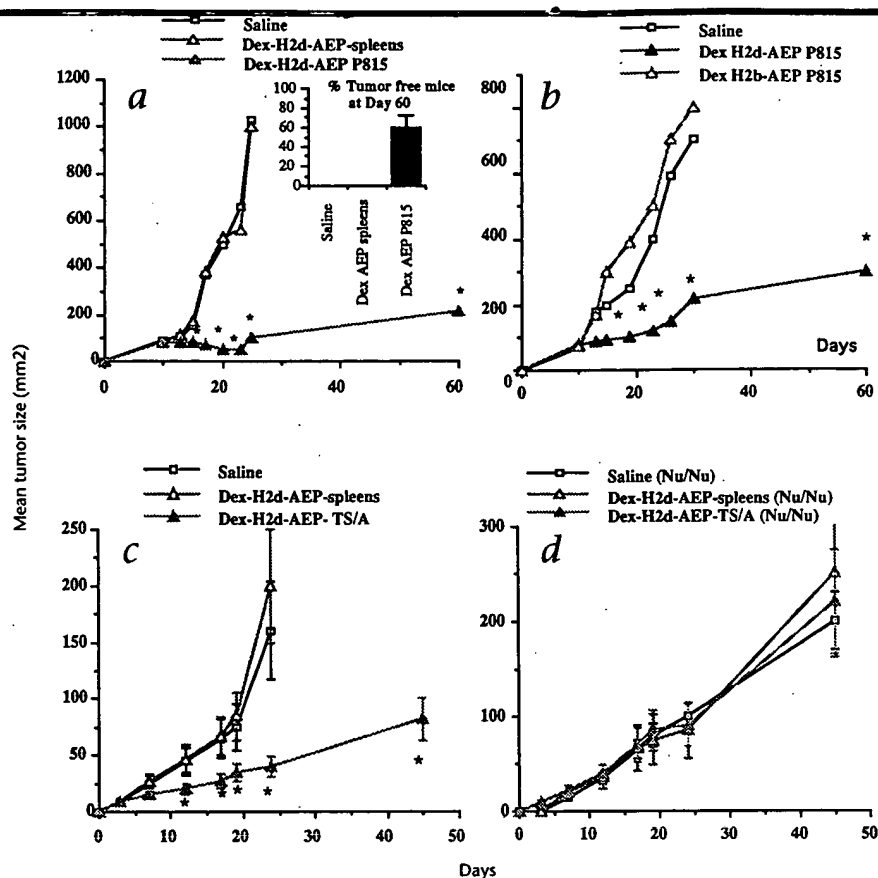 Saline
Dex-H2d-AEP-spleens
Dex-H2d-AEP P815
a
1200
1000
800
600
400
200
0
0
20
40
60
% Tumor free mice
at Day 60
100
80
60
40
20
0
Saline
Dex AEP spleens
Dex AEP P815
*
*
*
*
*
Saline
Dex H2d-AEP P815
Dex H2b-AEP P815
b
800
600
400
200
0
0
20
40
60
Days
*
*
*
*
*
Mean tumor size (mm2)
Saline
Dex-H2d-AEP-spleens
Dex-H2d-AEP- TS/A
c
250
200
150
100
50
0
0
10
20
30
40
50
*
*
*
*
*
Saline (Nu/Nu)
Dex-H2d-AEP-spleens (Nu/Nu)
Dex-H2d-AEP-TS/A (Nu/Nu)
d
300
200
100
0
0
10
20
30
40
50
Days